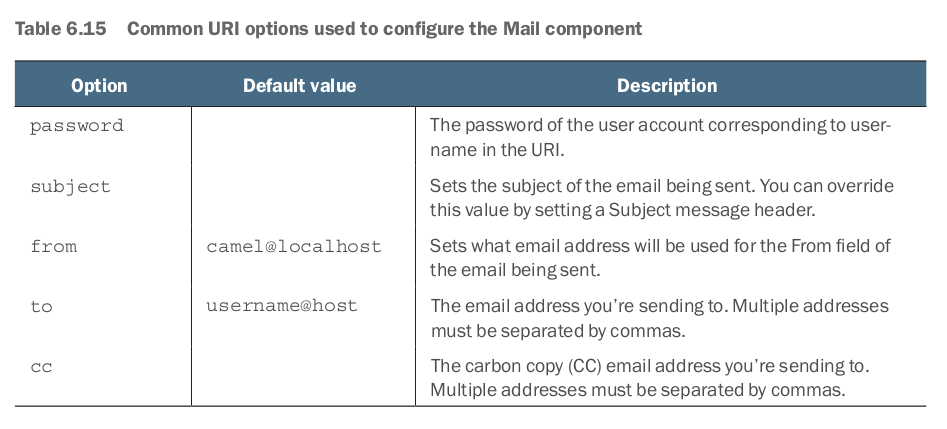 Table 6.15 Common URI options used to configure the Mail component
Option Default value Description
password The password of the user account corresponding to user-
name in the URI.
subject Sets the subject of the email being sent. You can override
this value by setting a Subject message header.
from camel@localhost Sets what email address will be used for the From field of
the email being sent.
to username@host The email address you’re sending to. Multiple addresses
must be separated by commas.
cc The carbon copy (CC) email address you’re sending to.
Multiple addresses must be separated by commas.